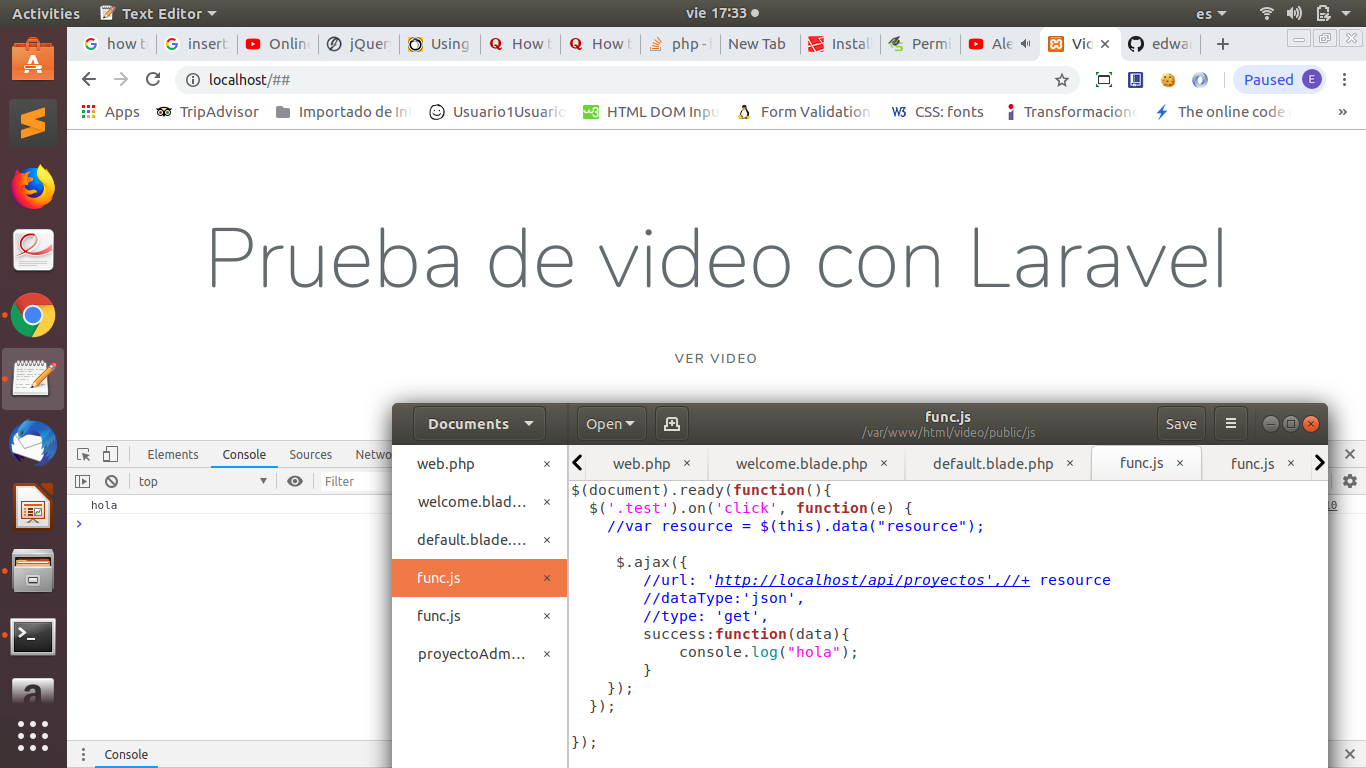 Activities Text Editor vie 17:33 es
how t insert Onlin jQuer Using How t How t php - New Tab Instal Permi Ale Vid edwa
localhost/## Paused E
Apps TripAdvisor Importado de In Usuario1Usuario HTML DOM Inpu Form Validation CSS: fonts Transformacione The online code »
Prueba de video con Laravel
VER VIDEO
Elements Console Sources Netwo
top Filter
hola
Console
Documents Open func.js Save
/var/www/html/video/public/js
web.php
welcome.blad...
default.blade....
func.js
func.js
proyectoAdm...
web.php welcome.blade.php default.blade.php func.js func.js
$(document).ready(function(){
$('.test').on('click', function(e) {
//var resource = $(this).data("resource");
$.ajax({
//url: 'http://localhost/api/proyectos',//+ resource
//dataType:'json',
//type: 'get',
success:function(data){
console.log("hola");
}
});
});
});